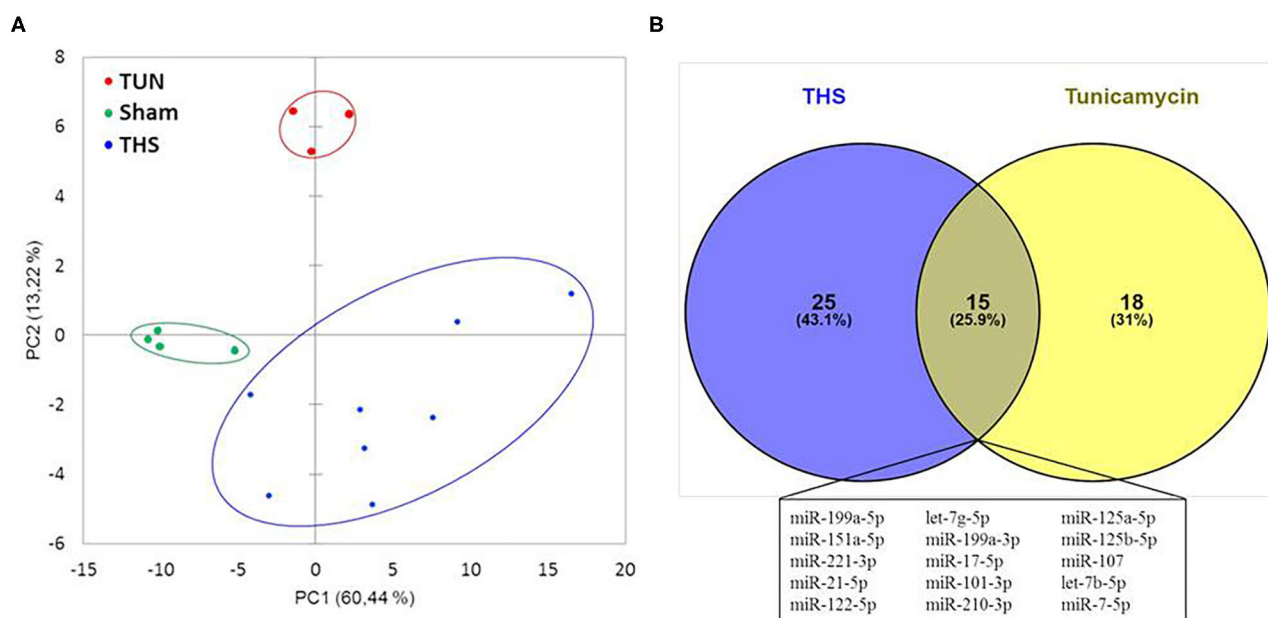 A
B
TUN
Sham
THS
8
6
4
2
0
-2
-4
-6
PC2 (13,22 %)
-15
-10
-5
0
5
10
15
20
PC1 (60,44 %)
THS
Tunicamycin
25
(43.1%)
15
(25.9%)
18
(31%)
miR-199a-5p let-7g-5p miR-125a-5p
miR-151a-5p miR-199a-3p miR-125b-5p
miR-221-3p miR-17-5p miR-107
miR-21-5p miR-101-3p let-7b-5p
miR-122-5p miR-210-3p miR-7-5p